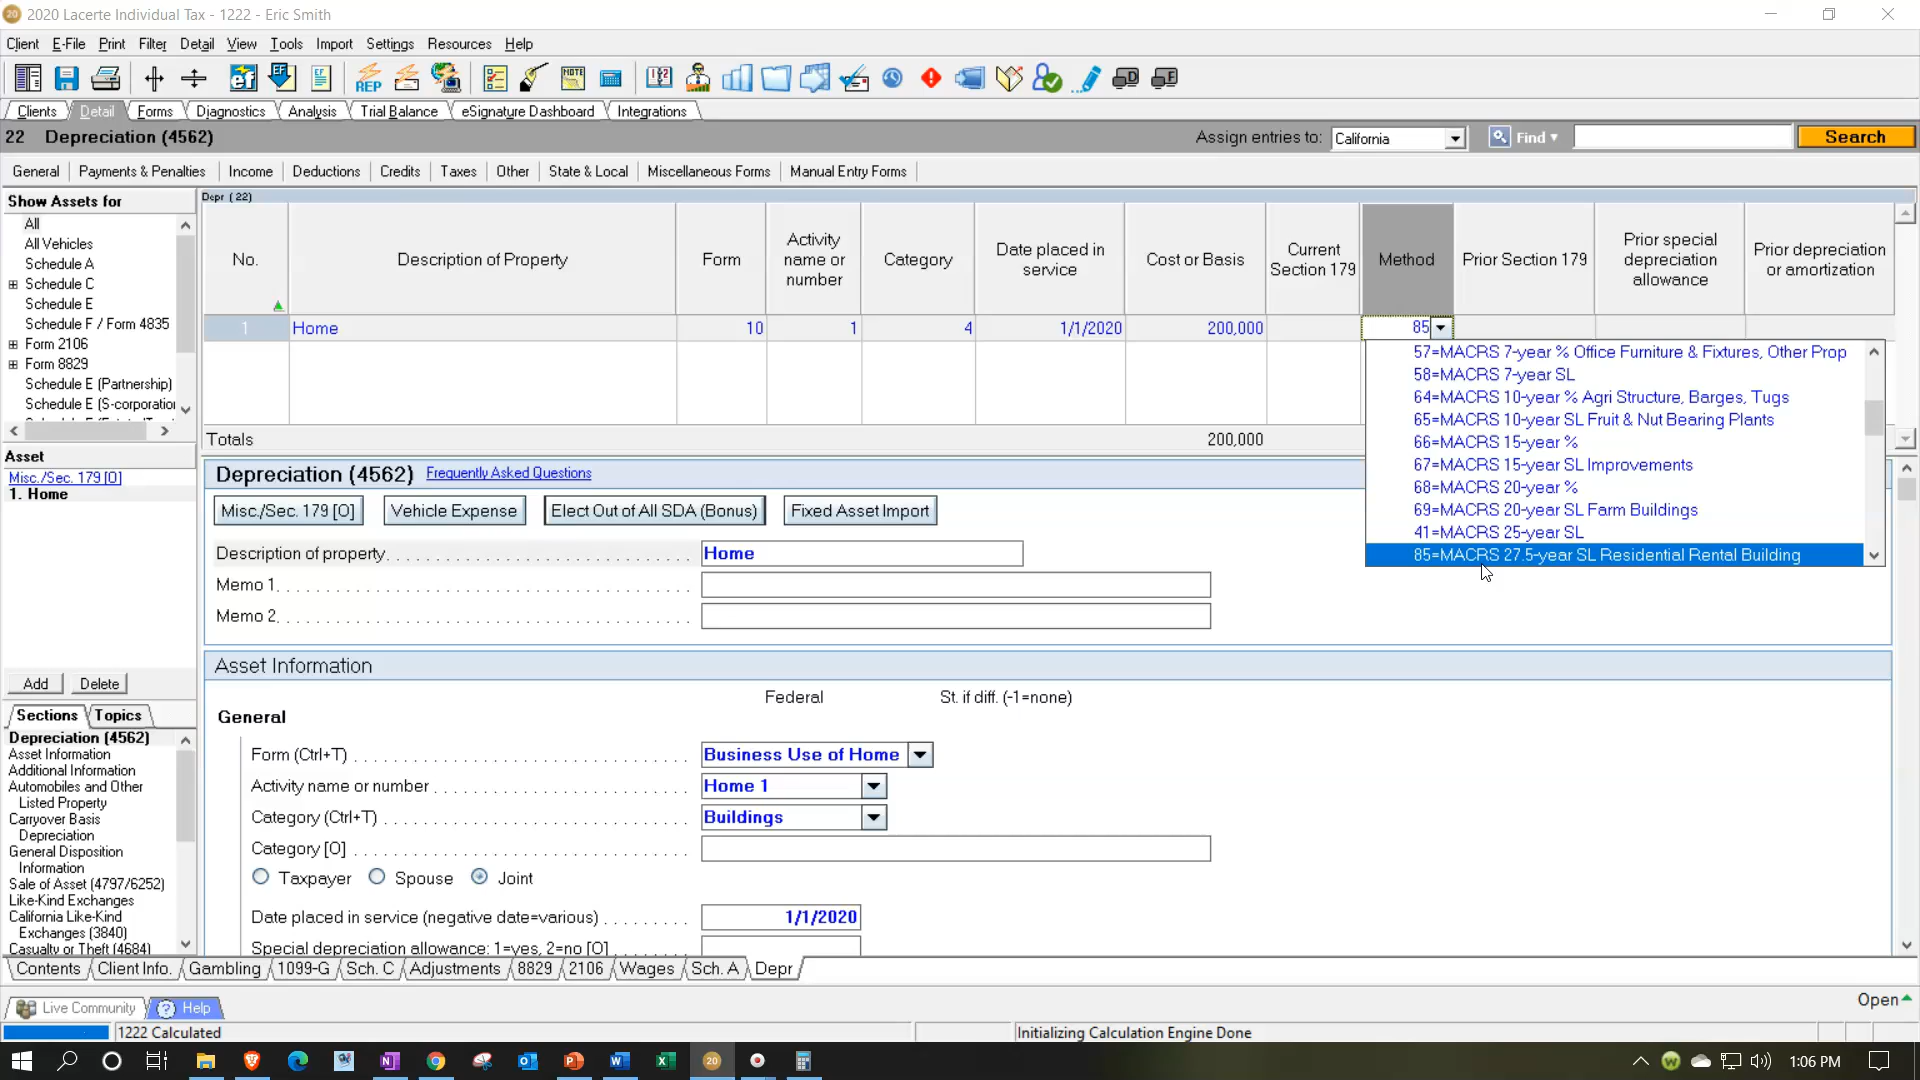 20 2020 Lacerte Individual Tax - 1222 - Eric Smith
Client E-File Print Filter Detail View Tools Import Settings Resources Help
Clients Detail Forms Diagnostics Analysis Trial Balance eSignature Dashboard Integrations
22 Depreciation (4562) Assign entries to: California Find Search
General Payments & Penalties Income Deductions Credits Taxes Other State & Local Miscellaneous Forms Manual Entry Forms
Show Assets for
All
All Vehicles
Schedule A
Schedule C
Schedule E
Schedule F / Form 4835
Form 2106
Form 8829
Schedule E (Partnership)
Schedule E (S-corporation
Asset
Misc./Sec. 179 [O]
1. Home
Add Delete
Sections Topics
Depreciation (4562)
Asset Information
Additional Information
Automobiles and Other
Listed Property
Carryover Basis
Depreciation
General Disposition
Information
Sale of Asset (4797/6252)
Like-Kind Exchanges
California Like-Kind
Exchanges (3840)
Casualty or Theft (4684)
Depr (22)
No. Description of Property Form Activity name or number Category Date placed in service Cost or Basis Current Section 179 Method Prior Section 179 Prior special depreciation allowance Prior depreciation or amortization
1 Home 10 1 4 1/1/2020 200,000 85
Totals 200,000
57=MACRS 7-year % Office Furniture & Fixtures, Other Prop
58=MACRS 7-year SL
64=MACRS 10-year % Agri Structure, Barges, Tugs
65=MACRS 10-year SL Fruit & Nut Bearing Plants
66=MACRS 15-year %
67=MACRS 15-year SL Improvements
68=MACRS 20-year %
69=MACRS 20-year SL Farm Buildings
41=MACRS 25-year SL
85=MACRS 27.5-year SL Residential Rental Building
Depreciation (4562) Frequently Asked Questions
Misc./Sec. 179 [O] Vehicle Expense Elect Out of All SDA (Bonus) Fixed Asset Import
Description of property Home
Memo 1
Memo 2
Asset Information
Federal St. if diff. (-1=none)
General
Form (Ctrl+T) Business Use of Home
Activity name or number Home 1
Category (Ctrl+T) Buildings
Category [O]
Taxpayer Spouse Joint
Date placed in service (negative date=various) 1/1/2020
Special depreciation allowance: 1=yes, 2=no [O]
Contents Client Info. Gambling 1099-G Sch. C Adjustments 8829 2106 Wages Sch. A Depr
Live Community Help Open
1222 Calculated Initializing Calculation Engine Done
1:06 PM